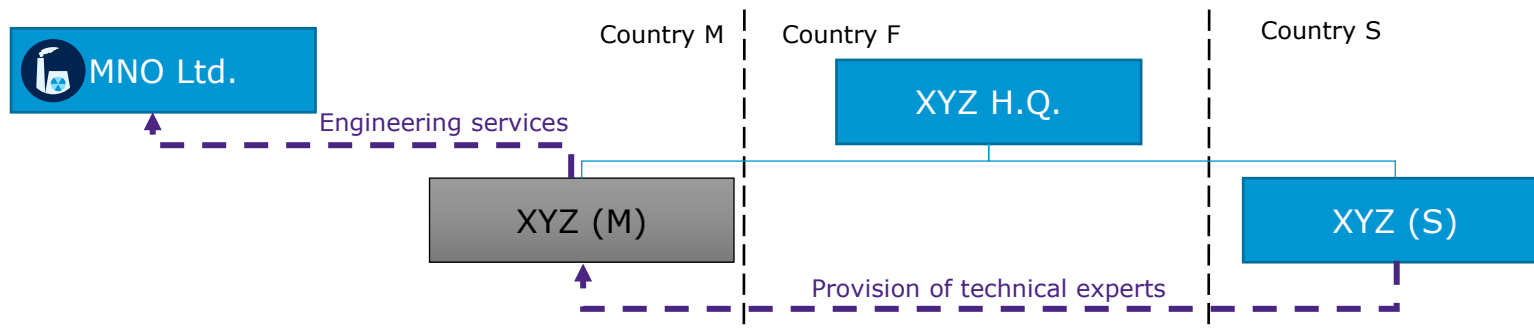 Country M
Country F
Country S
MNO Ltd.
XYZ H.Q.
Engineering services
XYZ (M)
XYZ (S)
Provision of technical experts